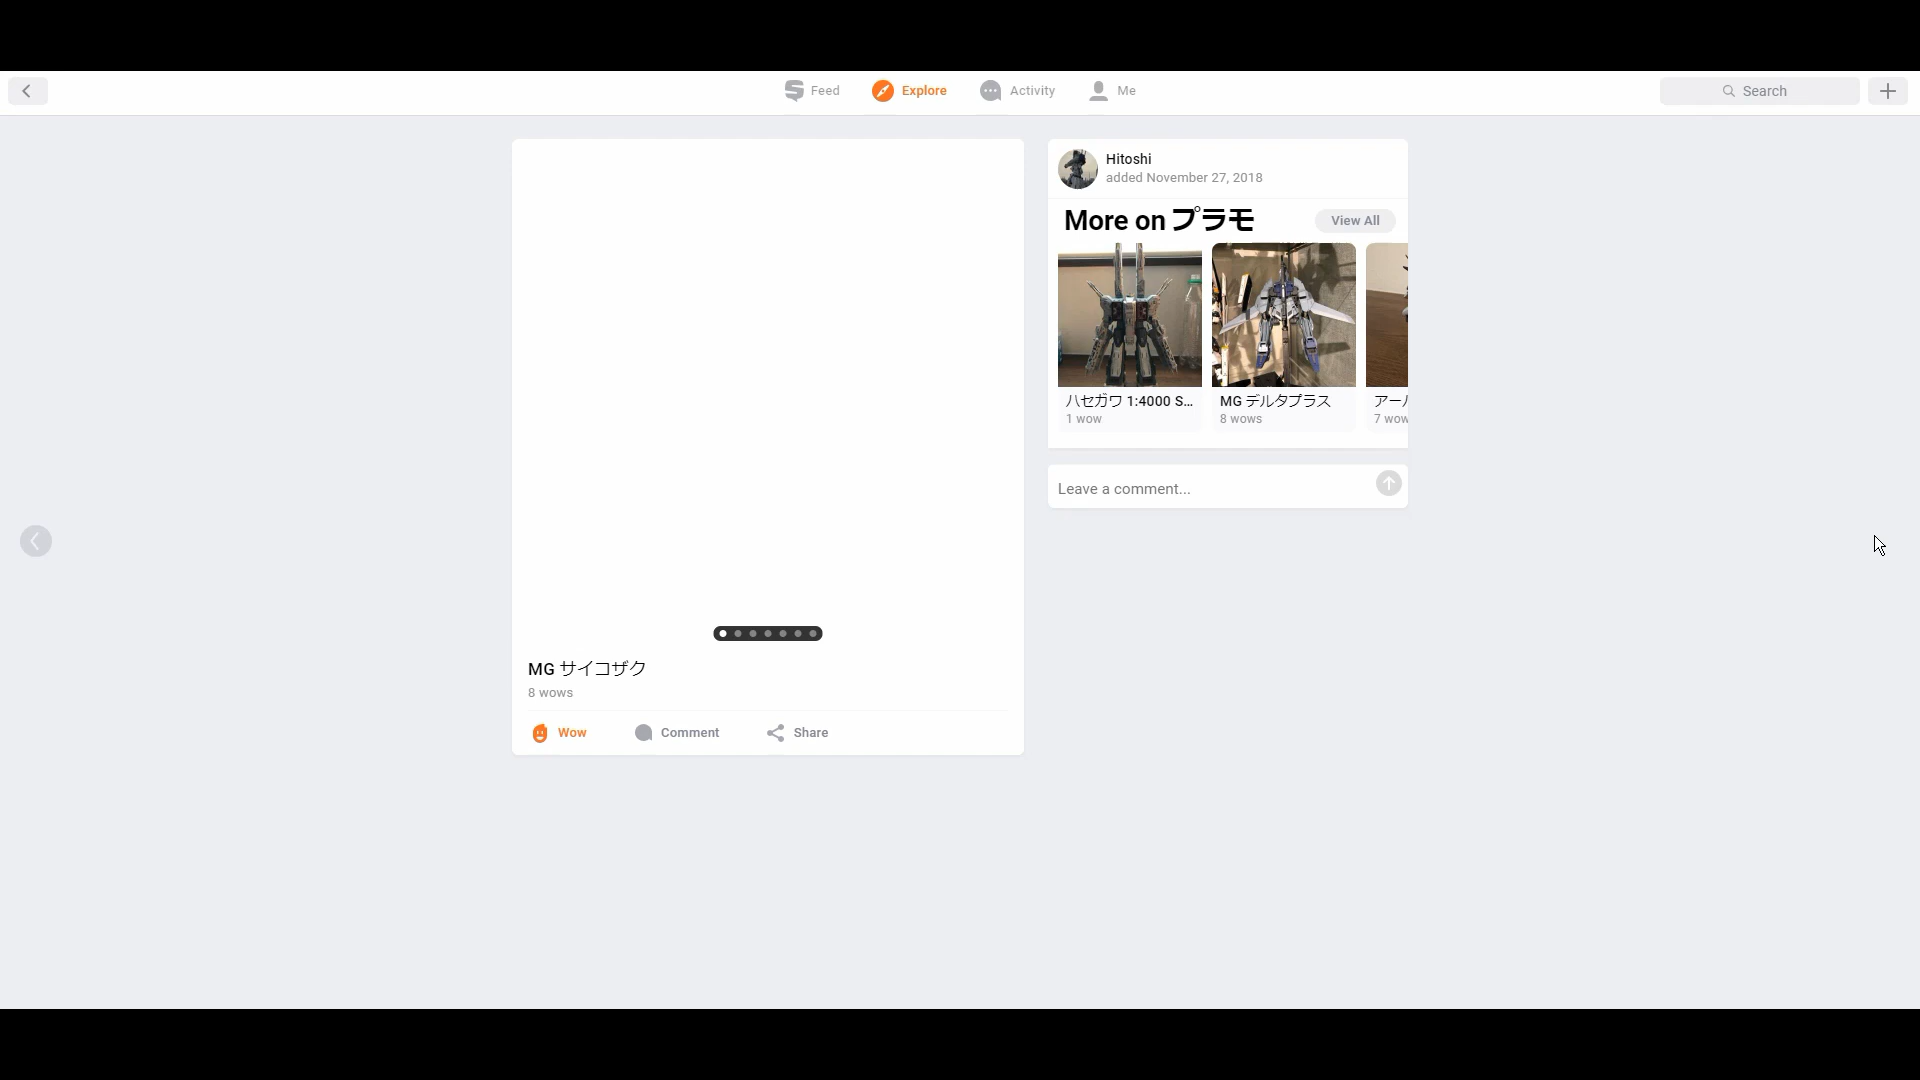 Feed
Explore
Activity
Me
Search
Hitoshi
added November 27, 2018
More on プラモ
View All
ハセガワ 1:4000 S...
1 wow
MG デルタプラス
8 wows
7 wow
Leave a comment...
MG サイコザク
8 wows
Wow
Comment
Share